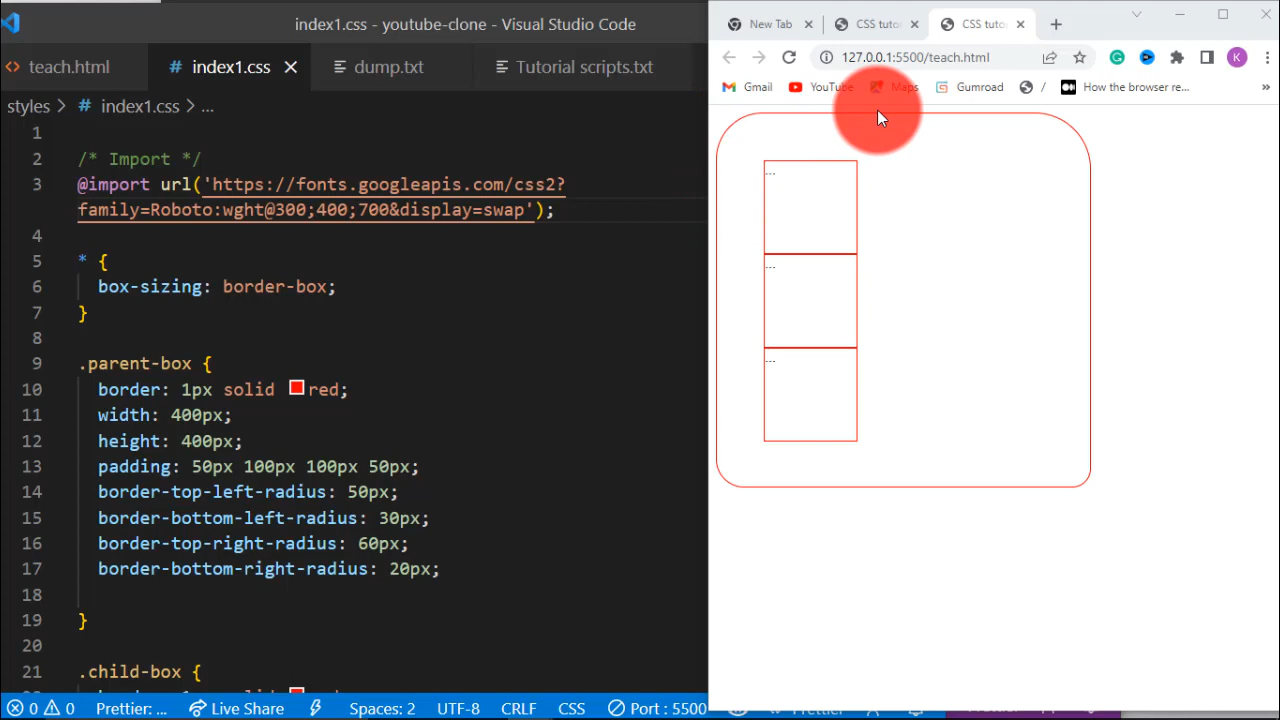 index1.css - youtube-clone - Visual Studio Code
teach.html
index1.css
dump.txt
Tutorial scripts.txt
styles > index1.css > ...
1
2 /* Import */
3 @import url('https://fonts.googleapis.com/css2?
family=Roboto:wght@300;400;700&display=swap');
4
5 * {
6 box-sizing: border-box;
7 }
8
9 .parent-box {
10 border: 1px solid red;
11 width: 400px;
12 height: 400px;
13 padding: 50px 100px 100px 50px;
14 border-top-left-radius: 50px;
15 border-bottom-left-radius: 30px;
16 border-top-right-radius: 60px;
17 border-bottom-right-radius: 20px;
18
19 }
20
21 .child-box {
0 0 Prettier: ... Live Share Spaces: 2 UTF-8 CRLF CSS Port : 5500
New Tab
CSS tuto
CSS tuto
127.0.0.1:5500/teach.html
K
Gmail YouTube Maps Gumroad / How the browser re... »
---
---
---